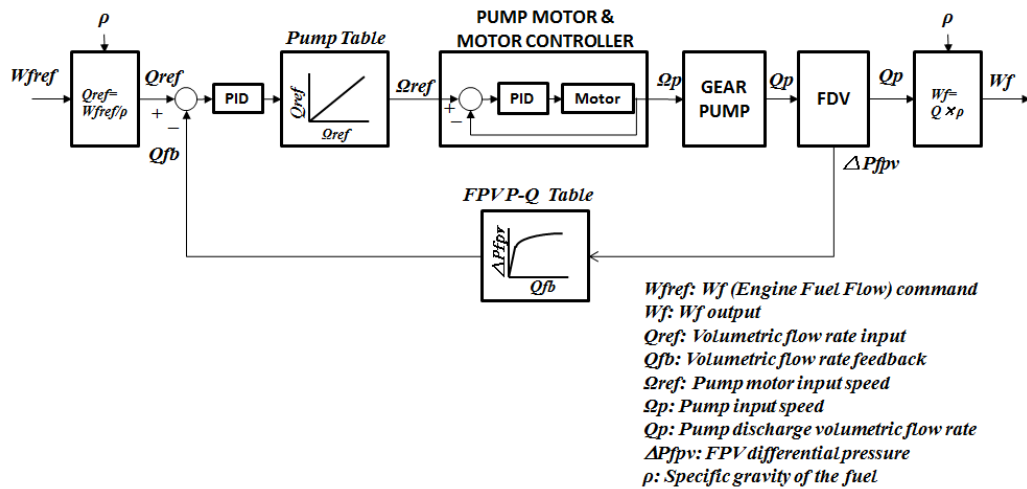 PUMP MOTOR &
MOTOR CONTROLLER
ρ
Pump Table
ρ
Wfref
Qref
Qref=
Wfref/ρ
+
−
Qfb
PID
Qref
Ωref
Ωref
+
−
PID
Motor
Ωp
GEAR
PUMP
Qp
FDV
Qp
Wf=
Q×ρ
Wf
ΔPfpv
FPV P-Q Table
ΔPfpv
Qfb
Wfref: Wf (Engine Fuel Flow) command
Wf: Wf output
Qref: Volumetric flow rate input
Qfb: Volumetric flow rate feedback
Ωref: Pump motor input speed
Ωp: Pump input speed
Qp: Pump discharge volumetric flow rate
ΔPfpv: FPV differential pressure
ρ: Specific gravity of the fuel